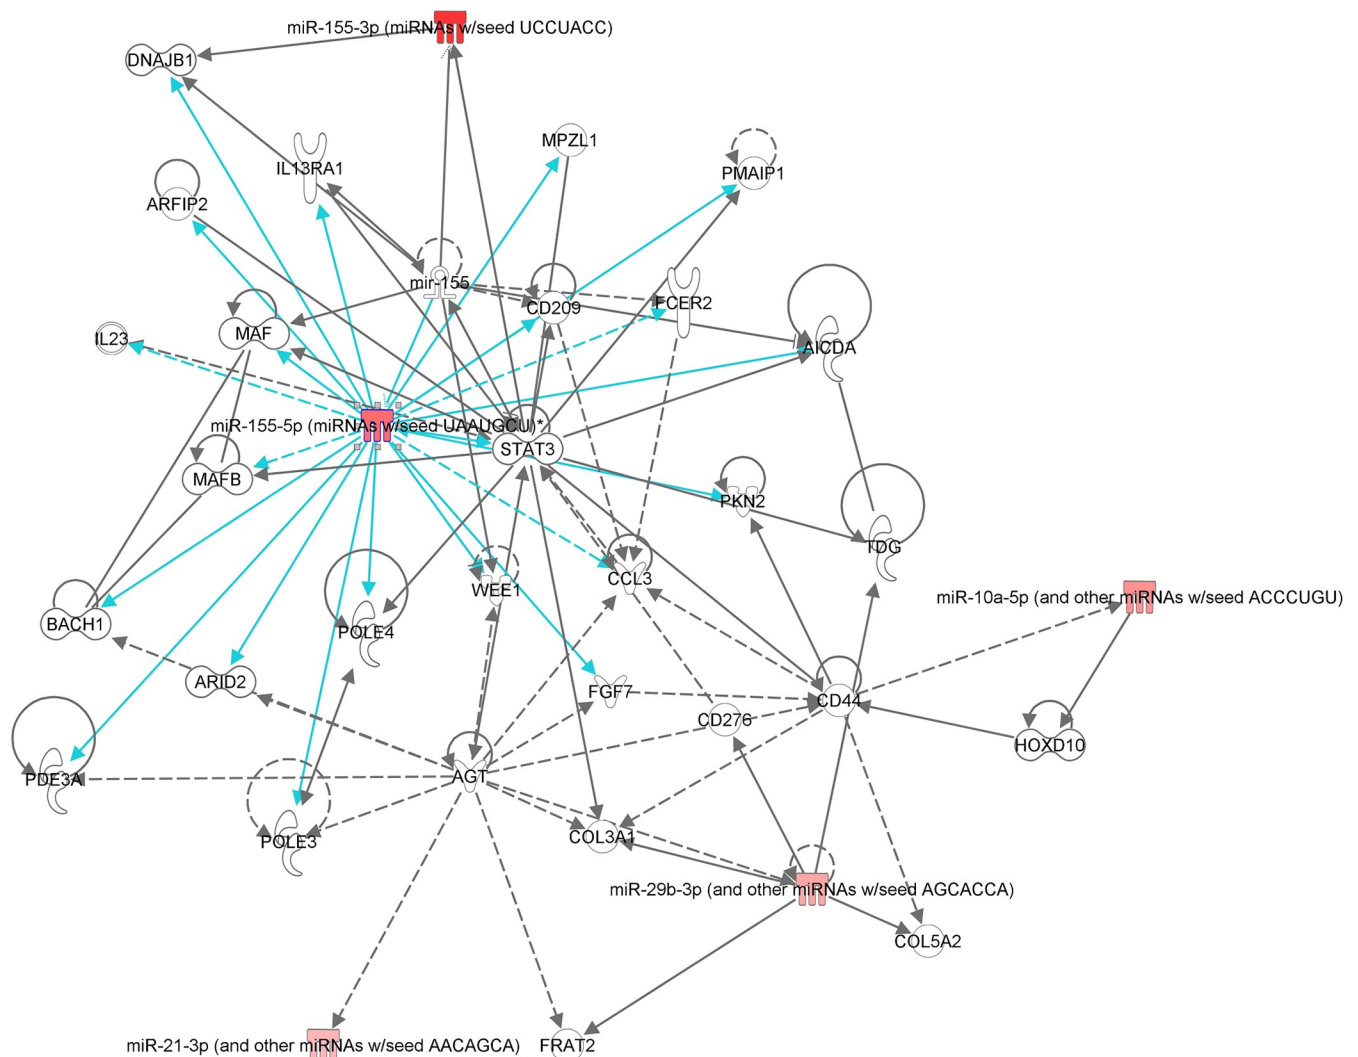 miR-155-3p (miRNAs w/seed UCCUACC)
DNAJB1
MPZL1
IL13RA1
PMAIP1
ARFIP2
mir-155
FCER2
CD209
MAF
IL23
AICDA
miR-155-5p (miRNAs w/seed UAAUGCU)*
STAT3
MAFB
PKN2
TDG
CCL3
WEE1
miR-10a-5p (and other miRNAs w/seed ACCCUGU)
BACH1
POLE4
ARID2
FGF7
CD44
CD276
HOXD10
PDE3A
AGT
COL3A1
POLE3
miR-29b-3p (and other miRNAs w/seed AGCACCA)
COL5A2
miR-21-3p (and other miRNAs w/seed AACAGCA)
FRAT2